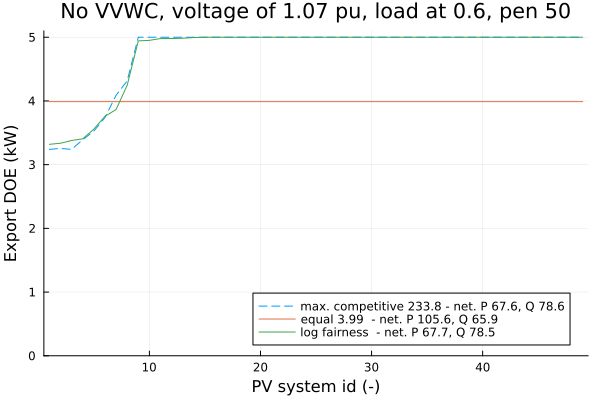 No VVWC, voltage of 1.07 pu, load at 0.6, pen 50
Export DOE (kW)
5
4
3
2
1
0
max. competitive 233.8 - net. P 67.6, Q 78.6
equal 3.99  - net. P 105.6, Q 65.9
log fairness  - net. P 67.7, Q 78.5
10 20 30 40
PV system id (-)